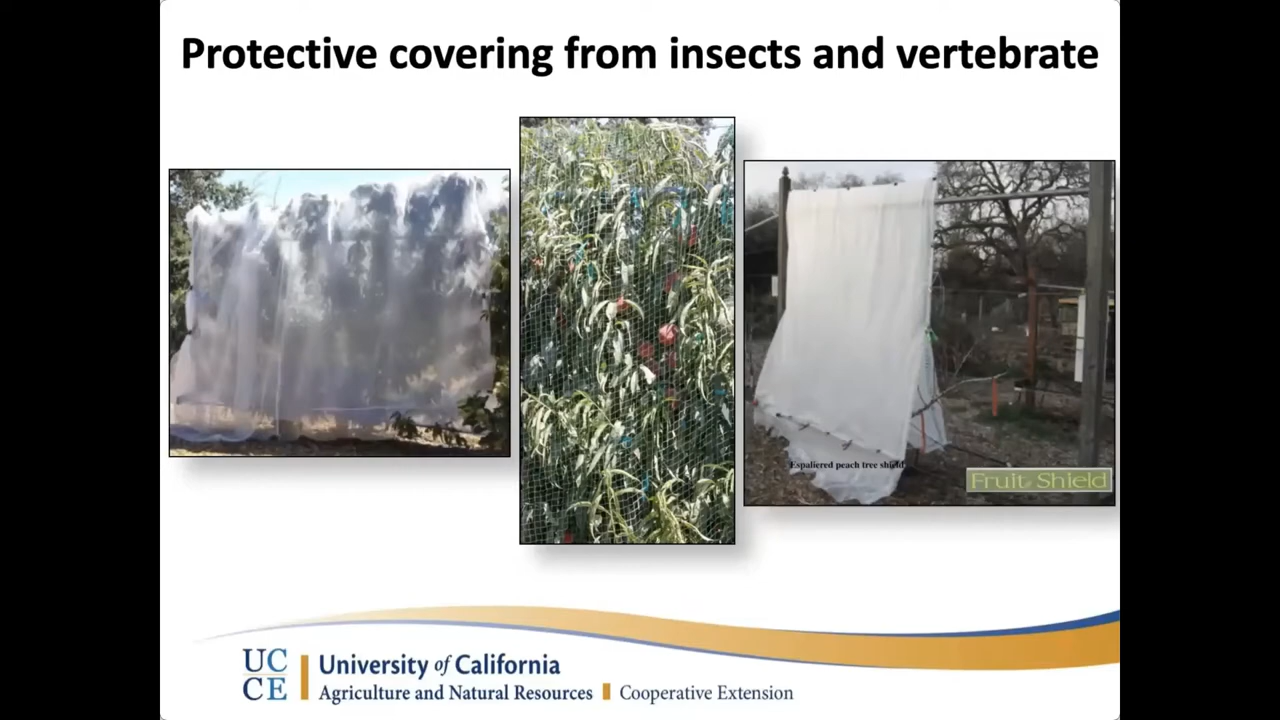 Protective covering from insects and vertebrate
Espaliered peach tree shield
Fruit Shield
UC
CE
University of California
Agriculture and Natural Resources
Cooperative Extension